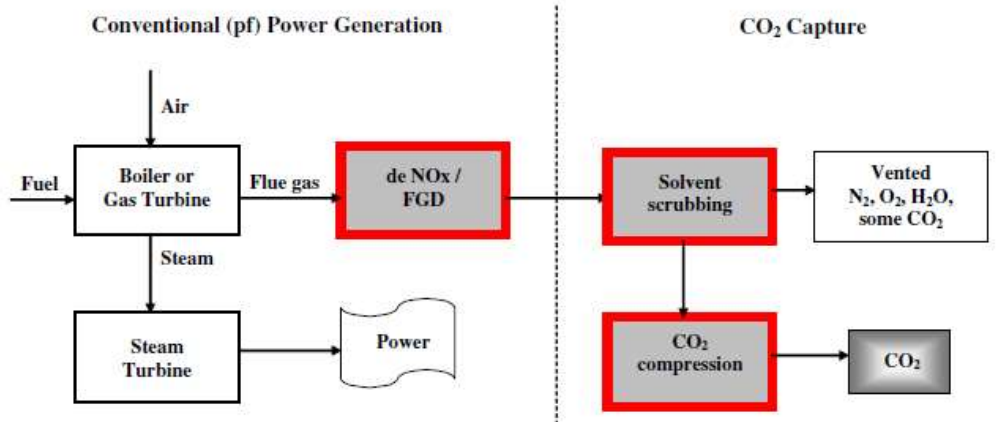 Conventional (pf) Power Generation
CO₂ Capture
Air
Fuel
Boiler or
Gas Turbine
Flue gas
de NOx /
FGD
Solvent
scrubbing
Vented
N₂, O₂, H₂O,
some CO₂
Steam
Steam
Turbine
Power
CO₂
compression
CO₂